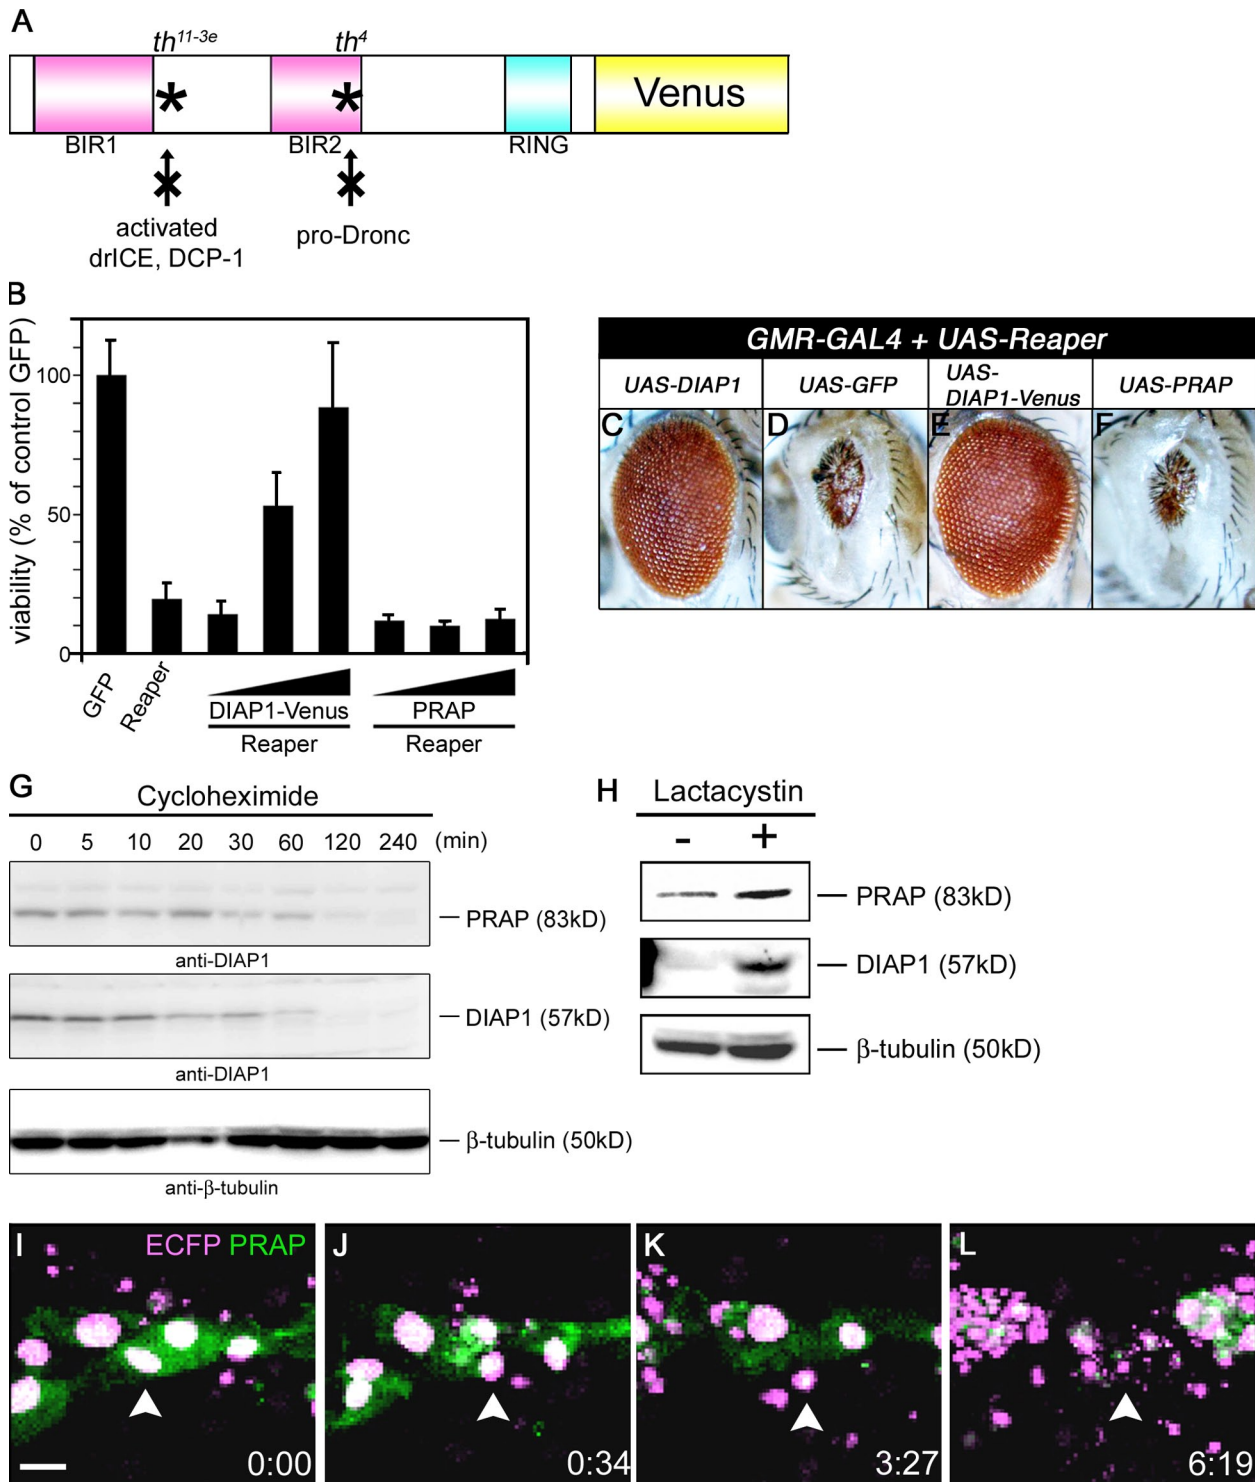 A
th11-3e
th4
Venus
BIR1
BIR2
RING
activated
drICE, DCP-1
pro-Dronc
B
viability (% of control GFP)
100
50
0
GFP
Reaper
DIAP1-Venus
PRAP
Reaper
Reaper
GMR-GAL4 + UAS-Reaper
UAS-DIAP1
UAS-GFP
UAS-
DIAP1-Venus
UAS-PRAP
C
D
E
F
G
Cycloheximide
0 5 10 20 30 60 120 240 (min)
PRAP (83kD)
anti-DIAP1
DIAP1 (57kD)
anti-DIAP1
β-tubulin (50kD)
anti-β-tubulin
H
Lactacystin
- +
PRAP (83kD)
DIAP1 (57kD)
β-tubulin (50kD)
I
ECFP PRAP
0:00
J
0:34
K
3:27
L
6:19